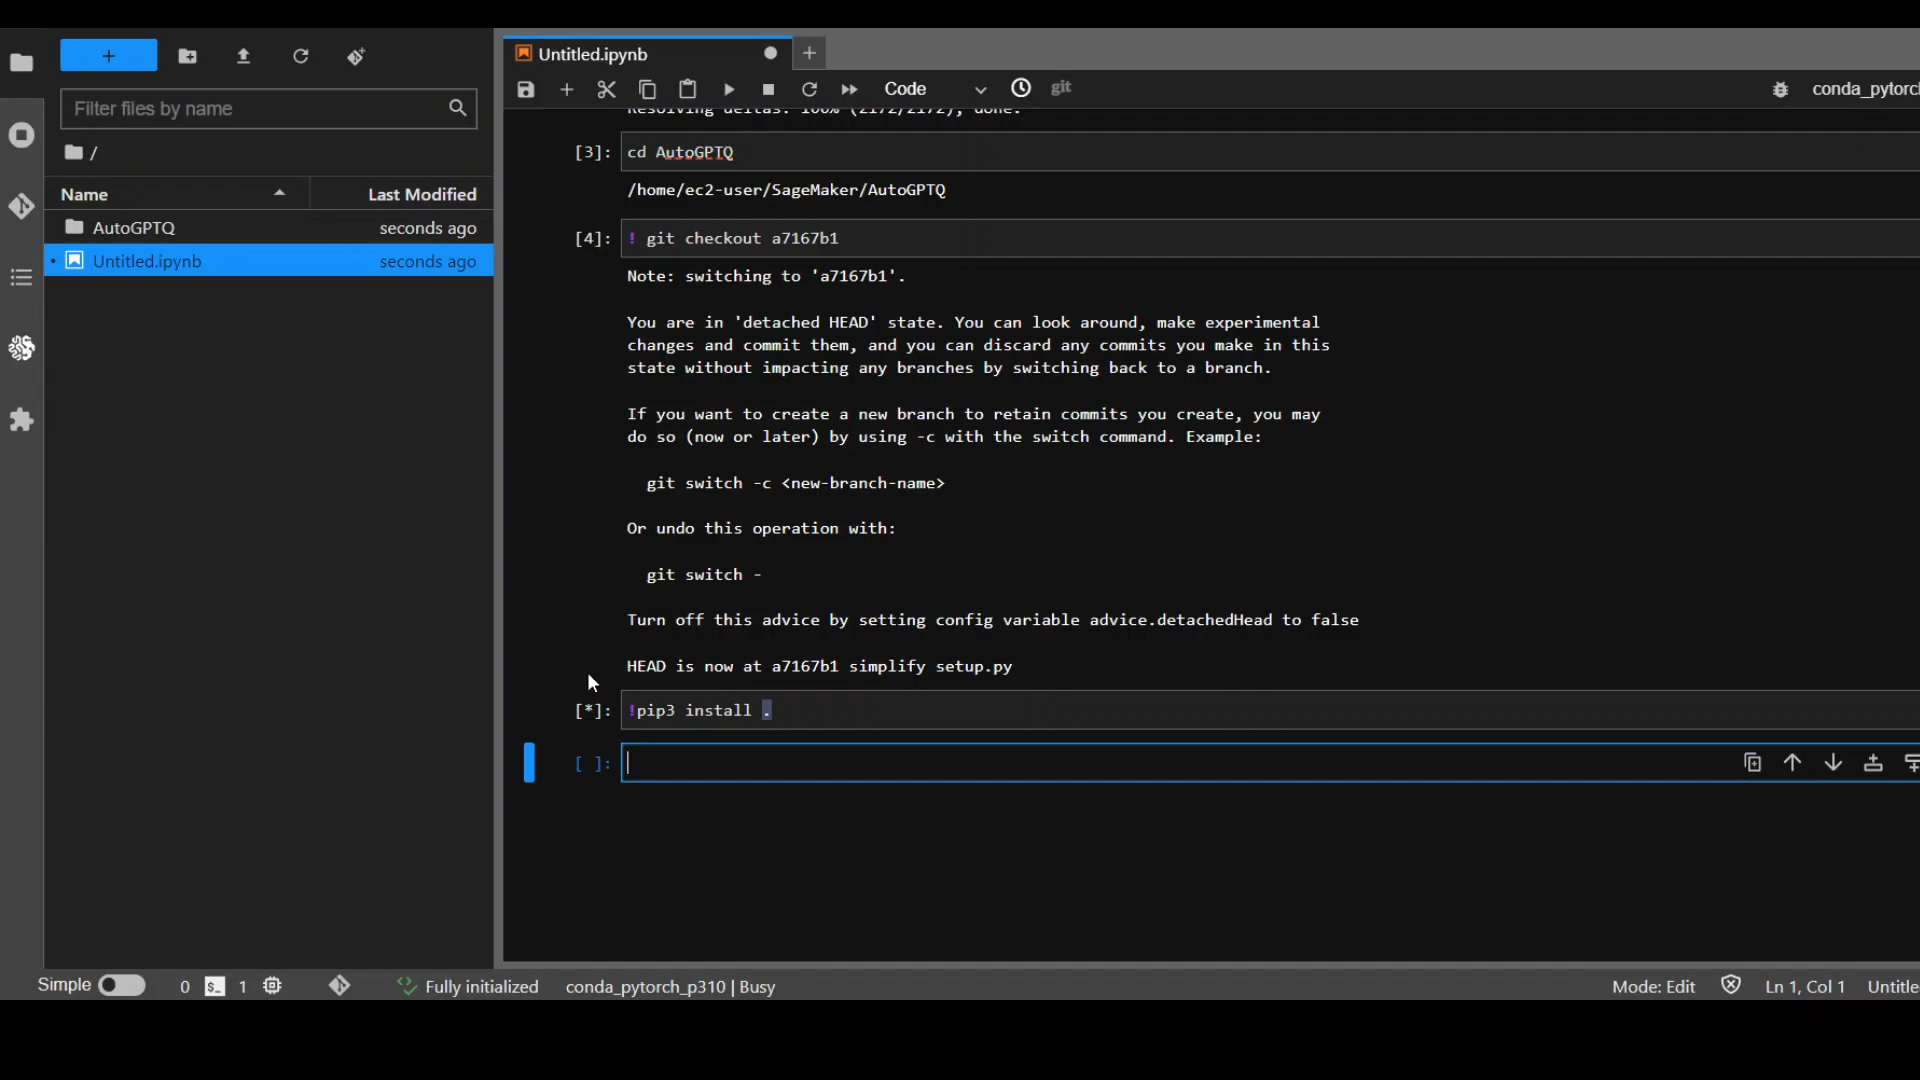 Untitled.ipynb
Code
git
conda_pytorch
Filter files by name
/
Name Last Modified
AutoGPTQ seconds ago
Untitled.ipynb seconds ago
Resolving deltas: 100% (2172/2172), done.
[3]: cd AutoGPTQ
/home/ec2-user/SageMaker/AutoGPTQ
[4]: ! git checkout a7167b1
Note: switching to 'a7167b1'.
You are in 'detached HEAD' state. You can look around, make experimental
changes and commit them, and you can discard any commits you make in this
state without impacting any branches by switching back to a branch.
If you want to create a new branch to retain commits you create, you may
do so (now or later) by using -c with the switch command. Example:
git switch -c <new-branch-name>
Or undo this operation with:
git switch -
Turn off this advice by setting config variable advice.detachedHead to false
HEAD is now at a7167b1 simplify setup.py
[*]: !pip3 install .
[ ]:
Simple 0 $_ 1 Fully initialized conda_pytorch_p310 | Busy Mode: Edit Ln 1, Col 1 Untitle